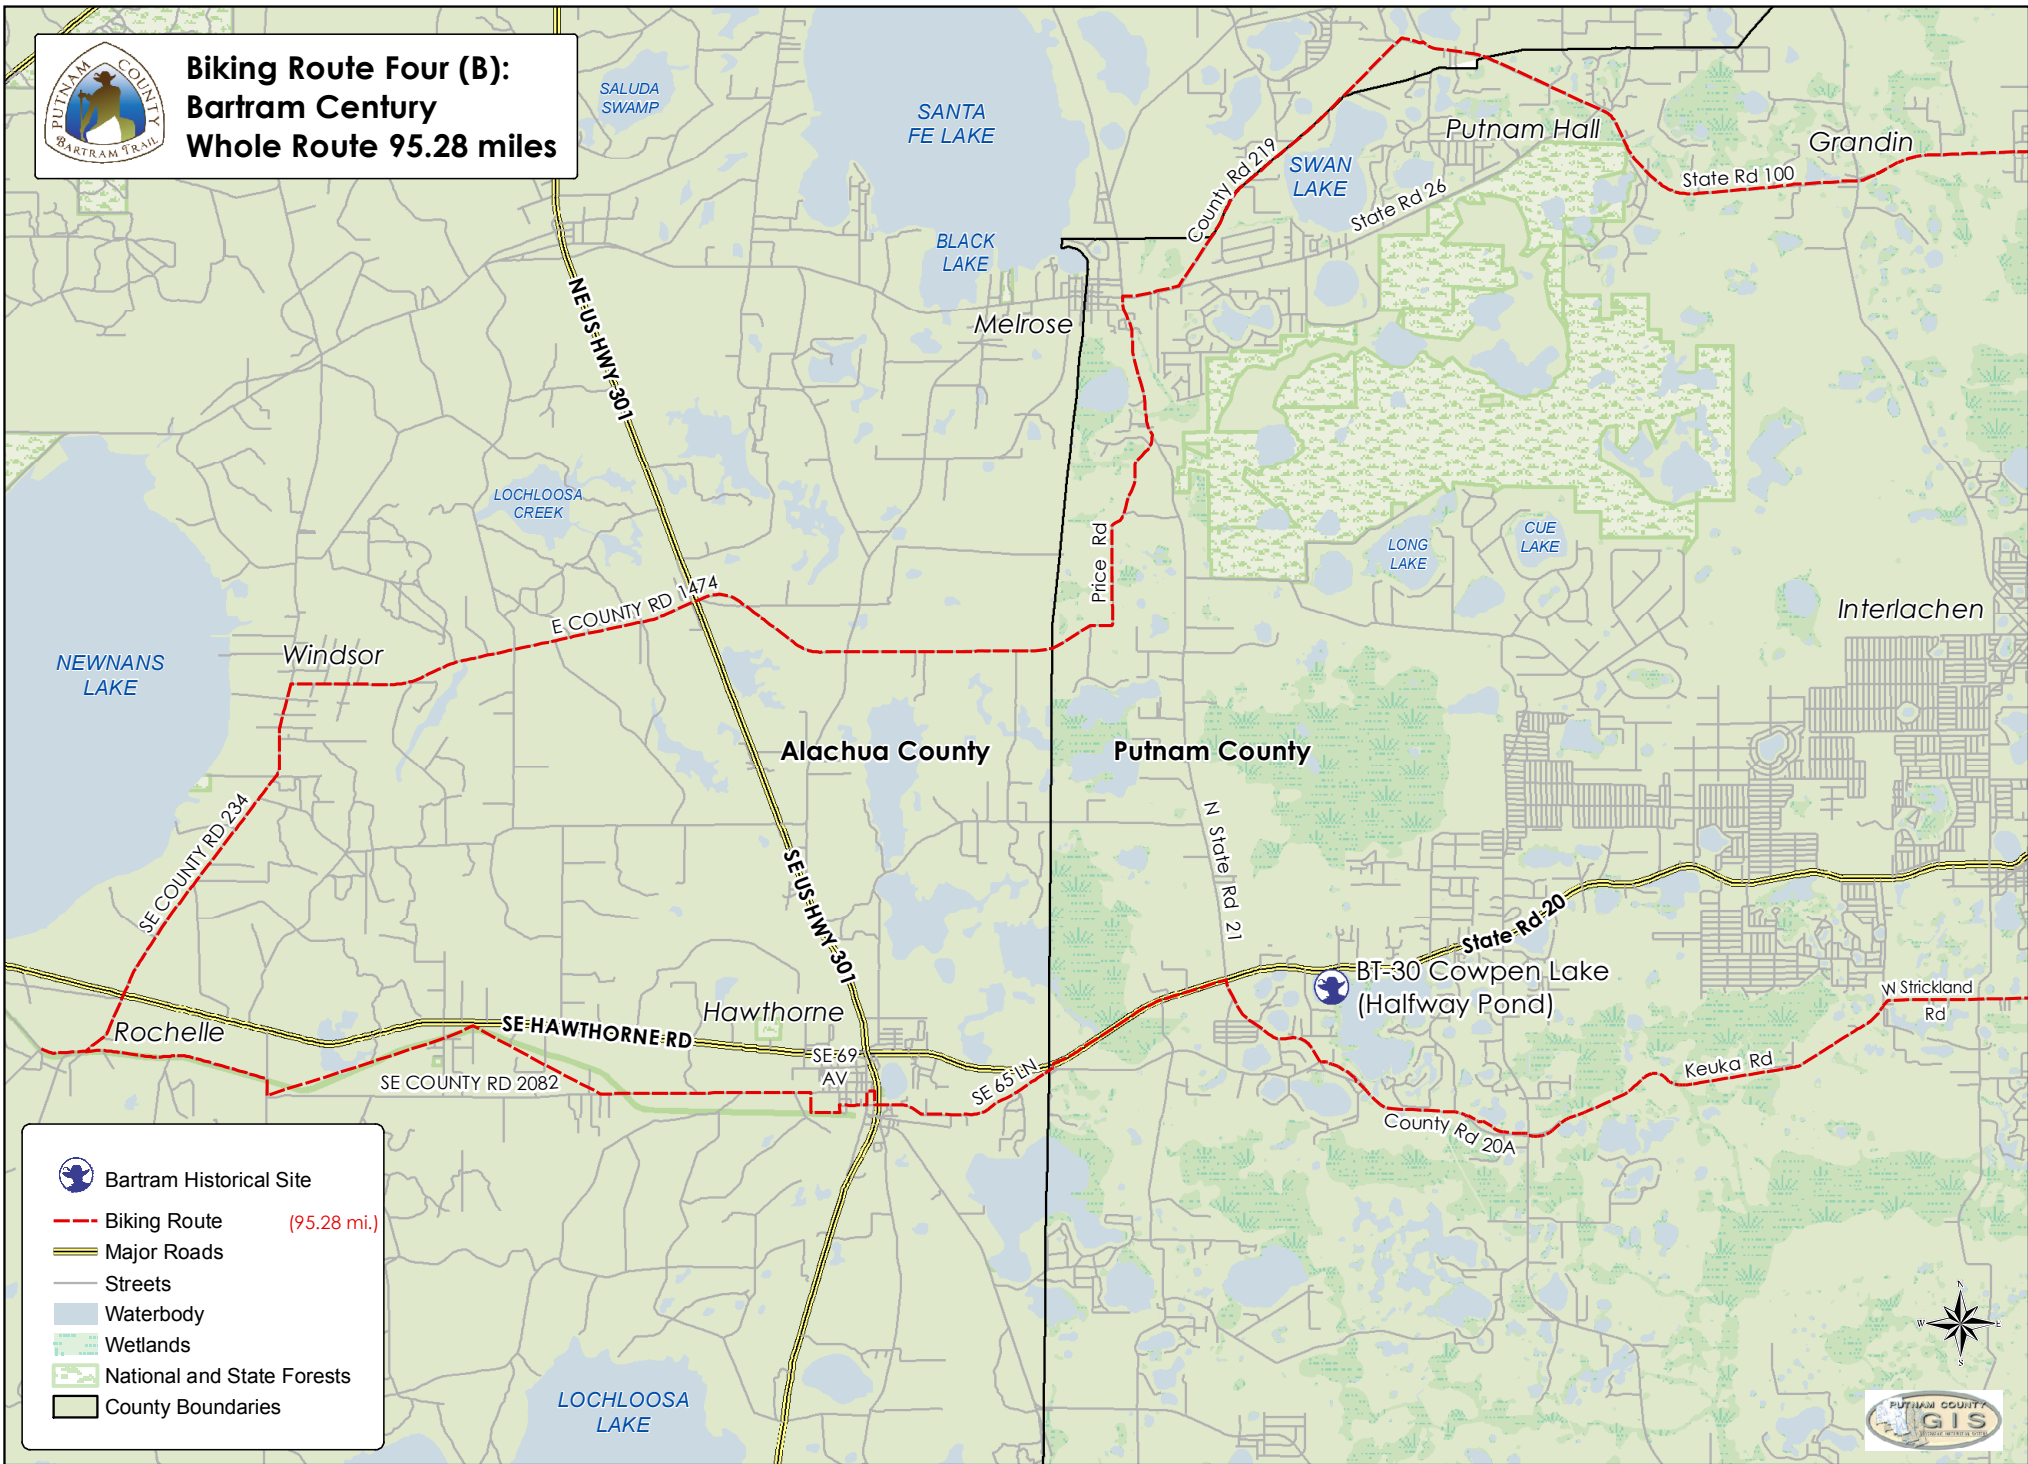 Biking Route Four (B):
Bartram Century
Whole Route 95.28 miles
PUTNAM COUNTY
BARTRAM TRAIL
SALUDA
SWAMP
SANTA
FE LAKE
BLACK
LAKE
SWAN
LAKE
Putnam Hall
Grandin
County Rd 219
State Rd 26
State Rd 100
Melrose
NE US HWY 301
LOCHLOOSA
CREEK
Price Rd
LONG
LAKE
CUE
LAKE
E COUNTY RD 1474
Interlachen
NEWNANS
LAKE
Windsor
Alachua County
Putnam County
SE COUNTY RD 234
SE US HWY 301
N State Rd 21
State Rd 20
BT-30 Cowpen Lake
(Halfway Pond)
W Strickland
Rd
Rochelle
SE HAWTHORNE RD
Hawthorne
SE 69
AV
SE COUNTY RD 2082
SE 65 LN
Keuka Rd
County Rd 20A
Bartram Historical Site
Biking Route (95.28 mi.)
Major Roads
Streets
Waterbody
Wetlands
National and State Forests
County Boundaries
LOCHLOOSA
LAKE
N
W E
S
PUTNAM COUNTY
GIS